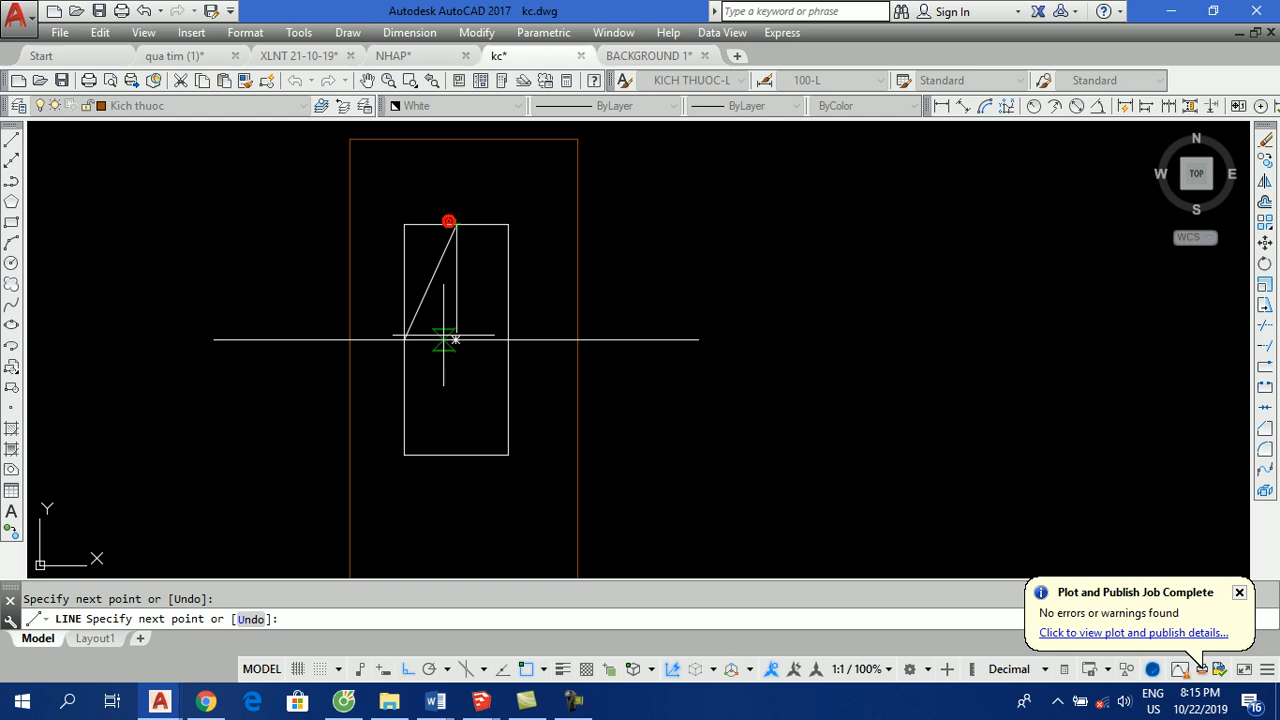 Autodesk AutoCAD 2017 kc.dwg
Type a keyword or phrase
Sign In
File Edit View Insert Format Tools Draw Dimension Modify Parametric Window Help Data View Express
Start qua tim (1)* XLNT 21-10-19* NHAP* kc* BACKGROUND 1*
KICH THUOC-L 100-L Standard Standard
Kich thuoc White ByLayer ByLayer ByColor
N
W TOP E
S
WCS
Y
X
Specify next point or [Undo]:
LINE Specify next point or [Undo]:
Plot and Publish Job Complete
No errors or warnings found
Click to view plot and publish details...
Model Layout1
MODEL 1:1 / 100% Decimal
ENG 8:15 PM
US 10/22/2019 16